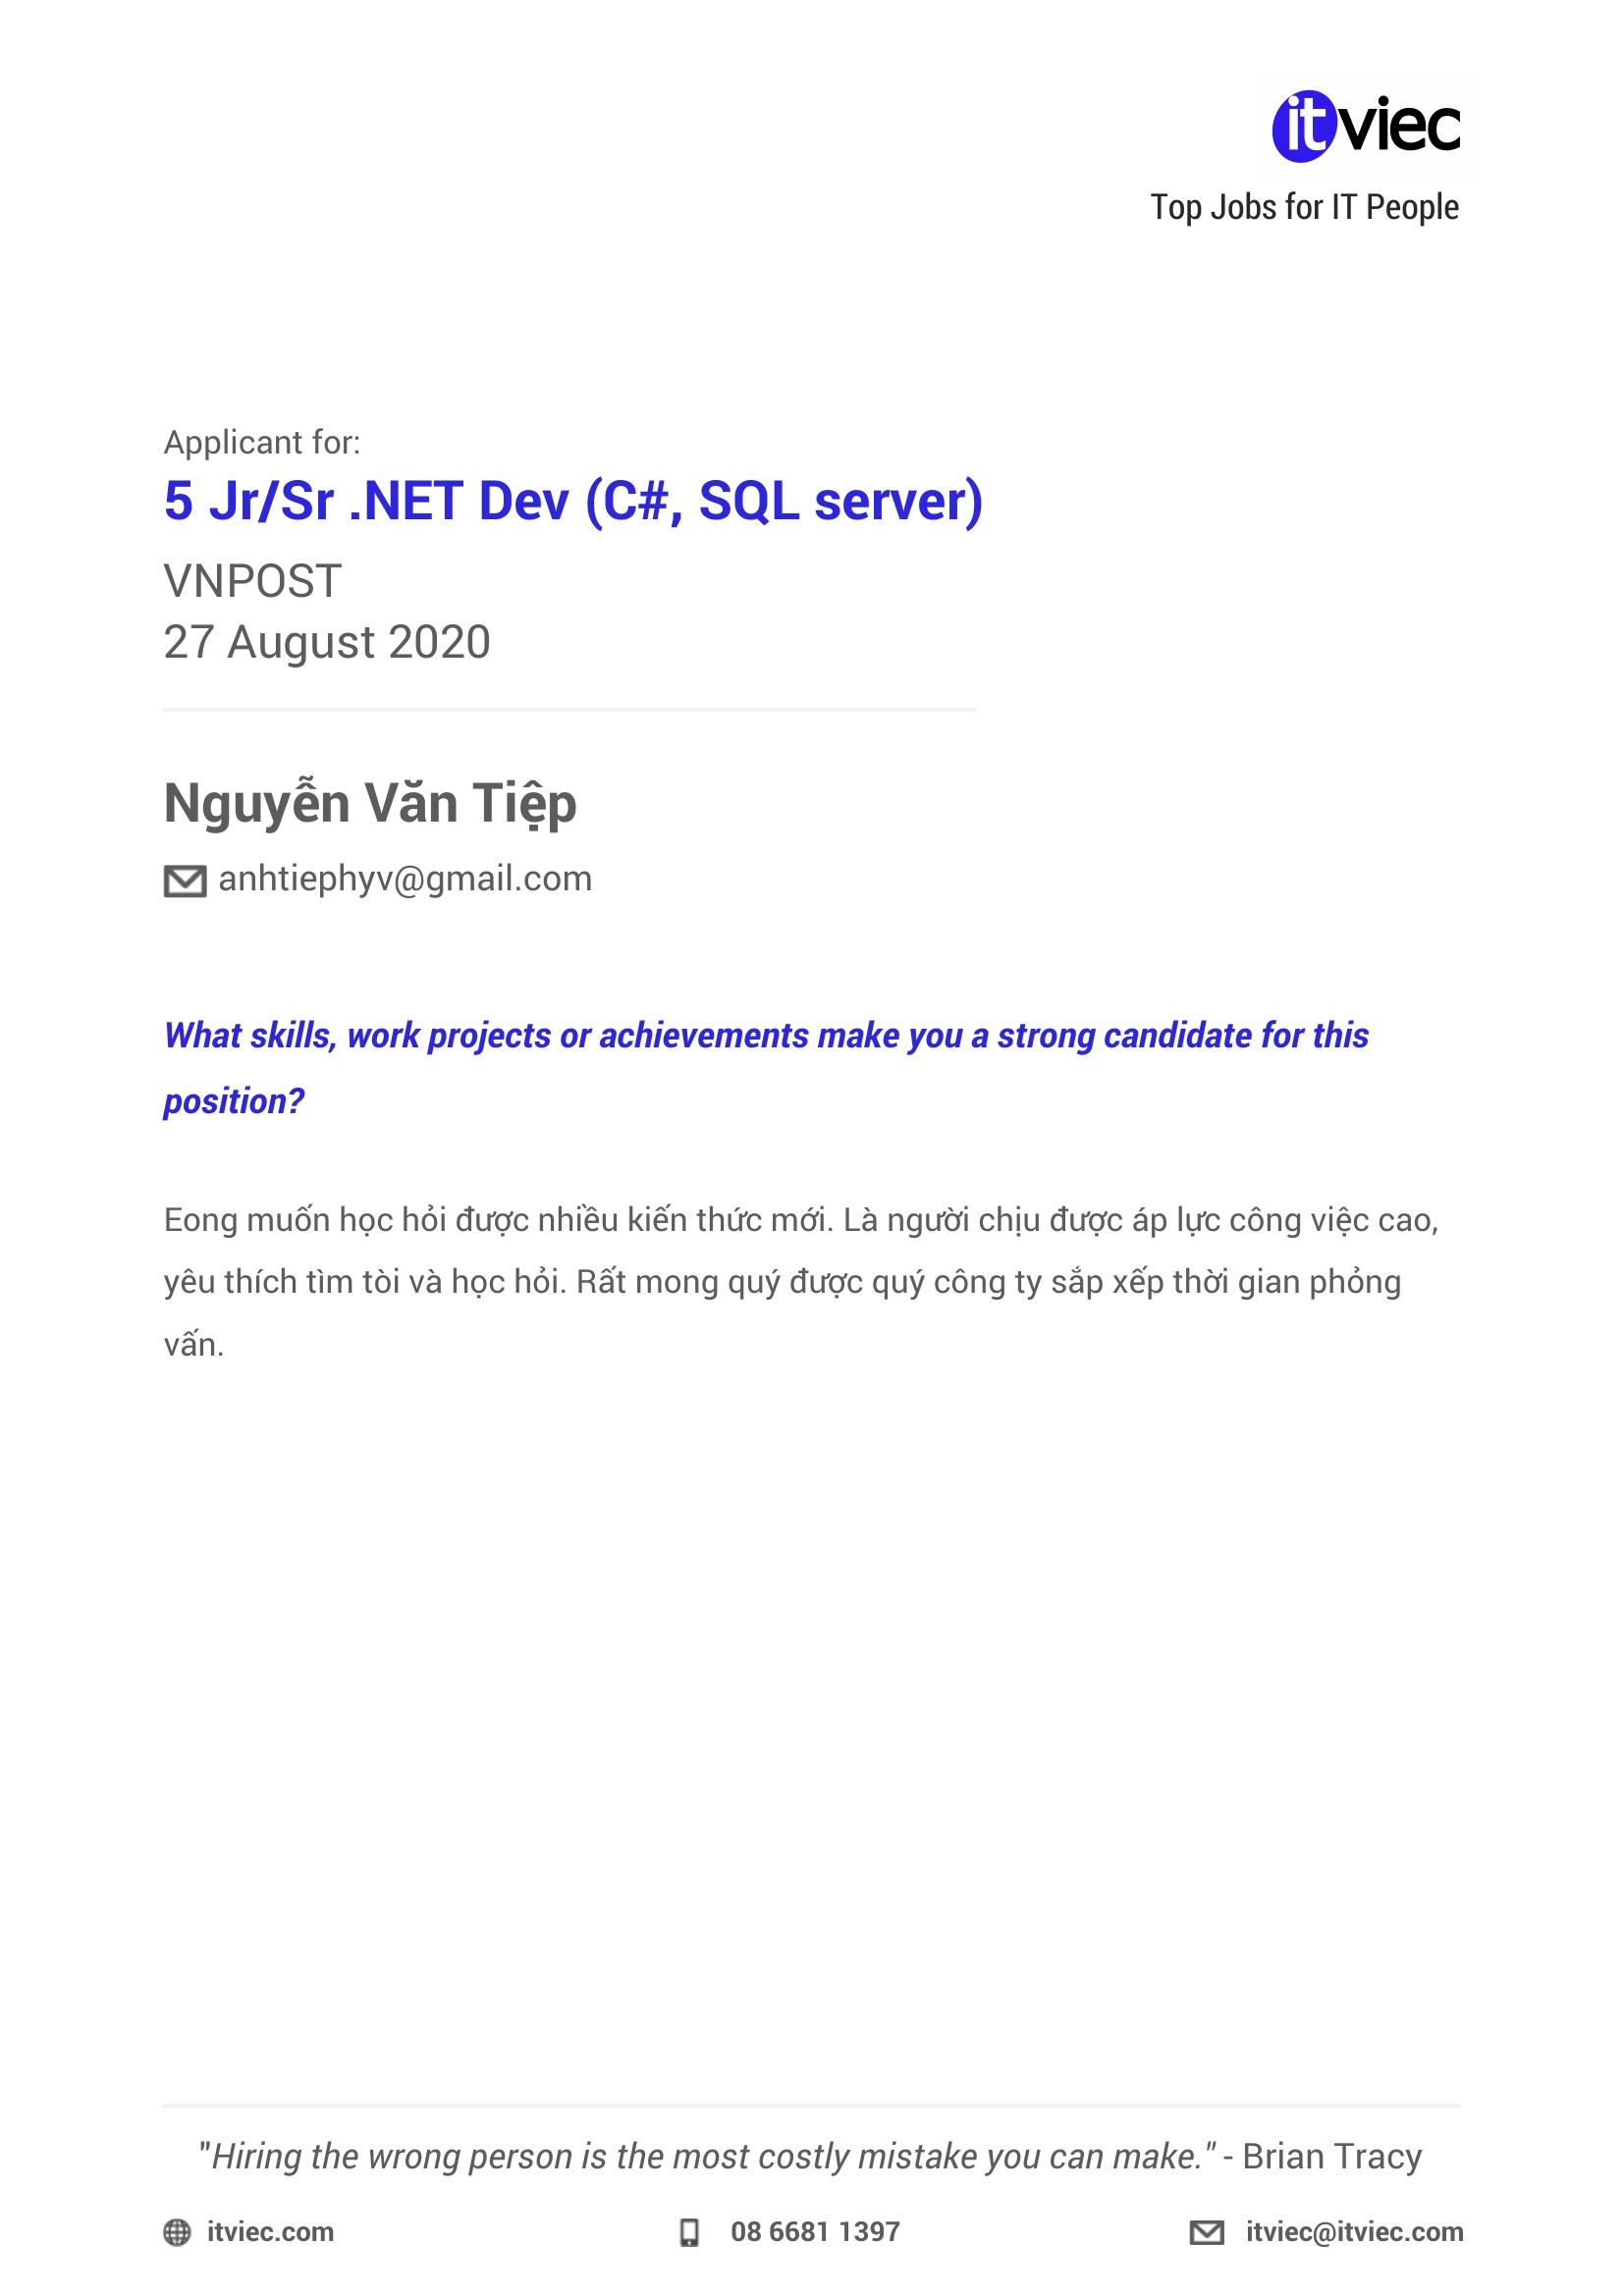 itviec
Top Jobs for IT People
Applicant for:
5 Jr/Sr .NET Dev (C#, SQL server)
VNPOST
27 August 2020
Nguyễn Văn Tiệp
anhtiephyv@gmail.com
What skills, work projects or achievements make you a strong candidate for this
position?
Eong muốn học hỏi được nhiều kiến thức mới. Là người chịu được áp lực công việc cao,
yêu thích tìm tòi và học hỏi. Rất mong quý được quý công ty sắp xếp thời gian phỏng
vấn.
"Hiring the wrong person is the most costly mistake you can make." - Brian Tracy
itviec.com
08 6681 1397
itviec@itviec.com